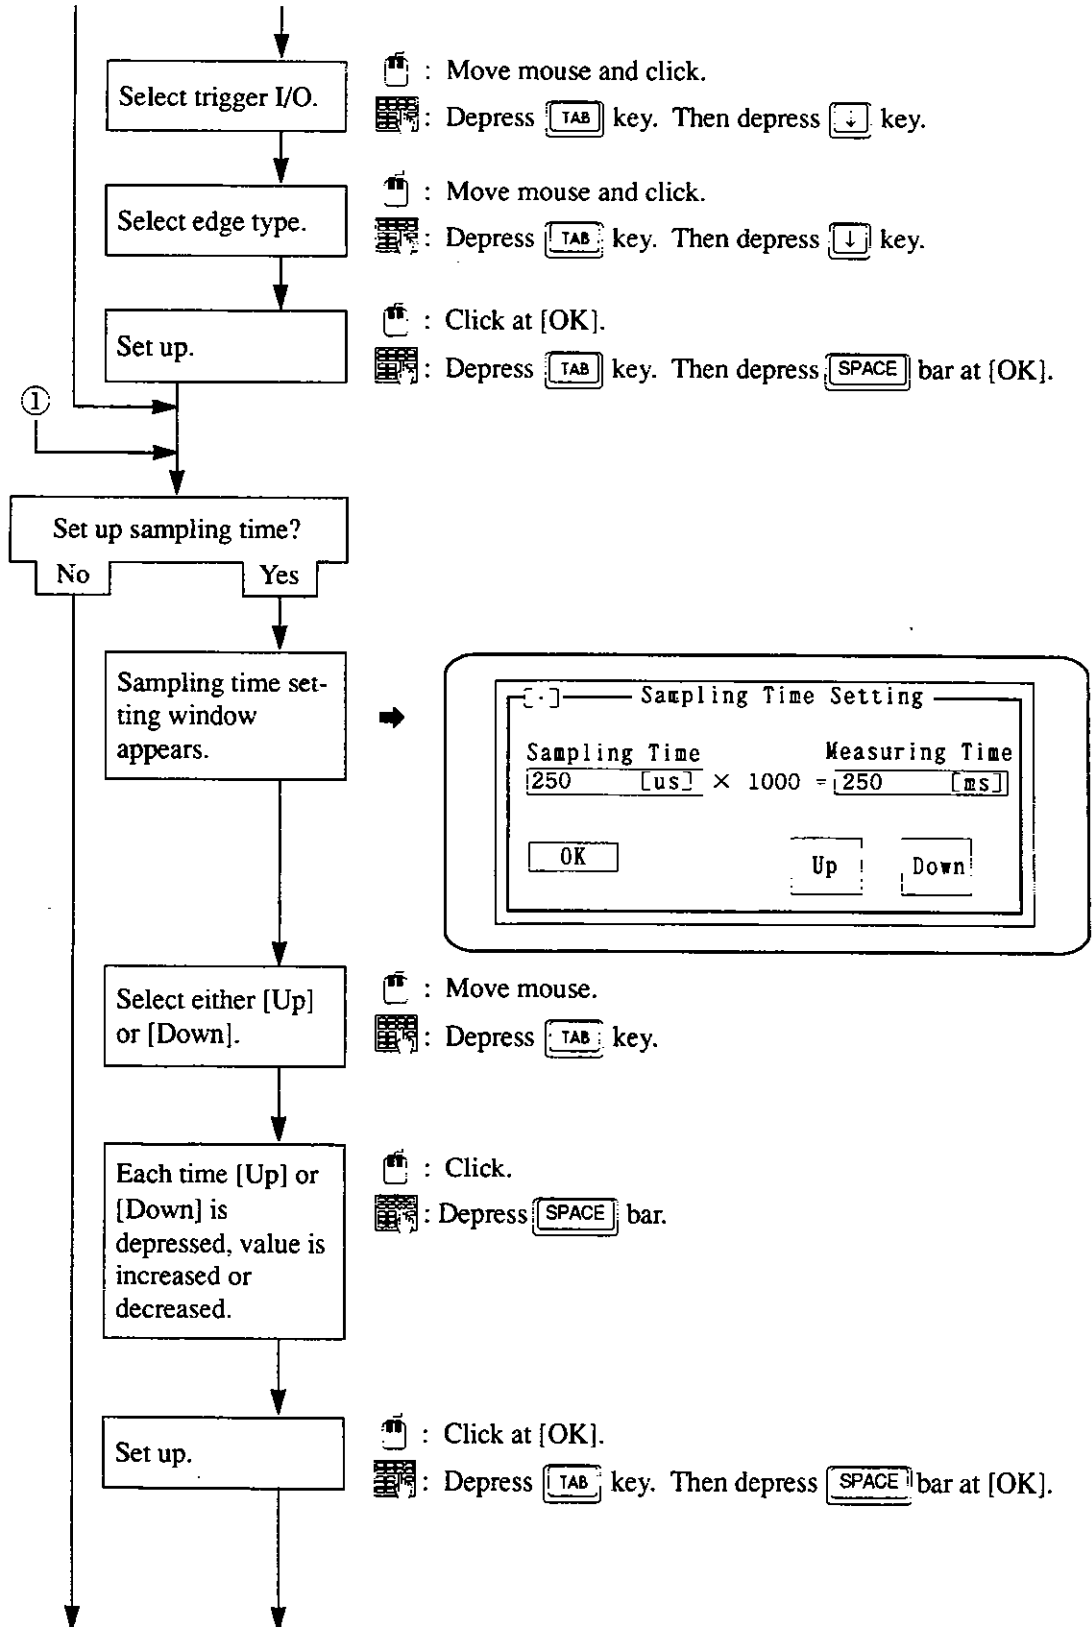 Select trigger I/O.
: Move mouse and click.
: Depress TAB key. Then depress ↓ key.
Select edge type.
: Move mouse and click.
: Depress TAB key. Then depress ↓ key.
Set up.
: Click at [OK].
: Depress TAB key. Then depress SPACE bar at [OK].
①
Set up sampling time?
No Yes
Sampling time set-
ting window
appears.
[·] Sampling Time Setting
Sampling Time Measuring Time
250 [us] × 1000 = 250 [ms]
OK Up Down
Select either [Up]
or [Down].
: Move mouse.
: Depress TAB key.
Each time [Up] or
[Down] is
depressed, value is
increased or
decreased.
: Click.
: Depress SPACE bar.
Set up.
: Click at [OK].
: Depress TAB key. Then depress SPACE bar at [OK].